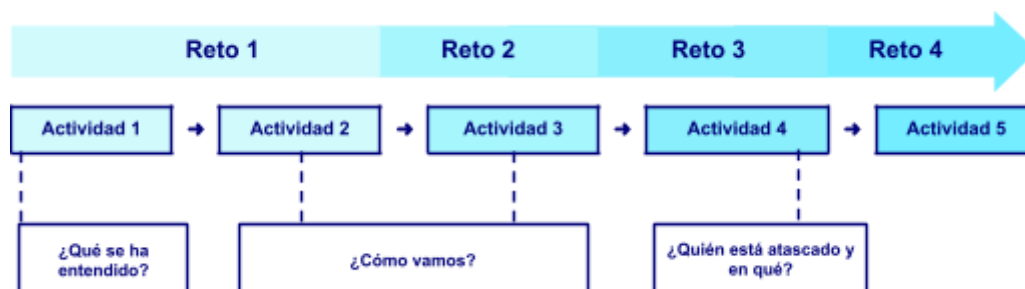 Reto 1
Reto 2
Reto 3
Reto 4
Actividad 1
Actividad 2
Actividad 3
Actividad 4
Actividad 5
¿Qué se ha
entendido?
¿Cómo vamos?
¿Quién está atascado y
en qué?